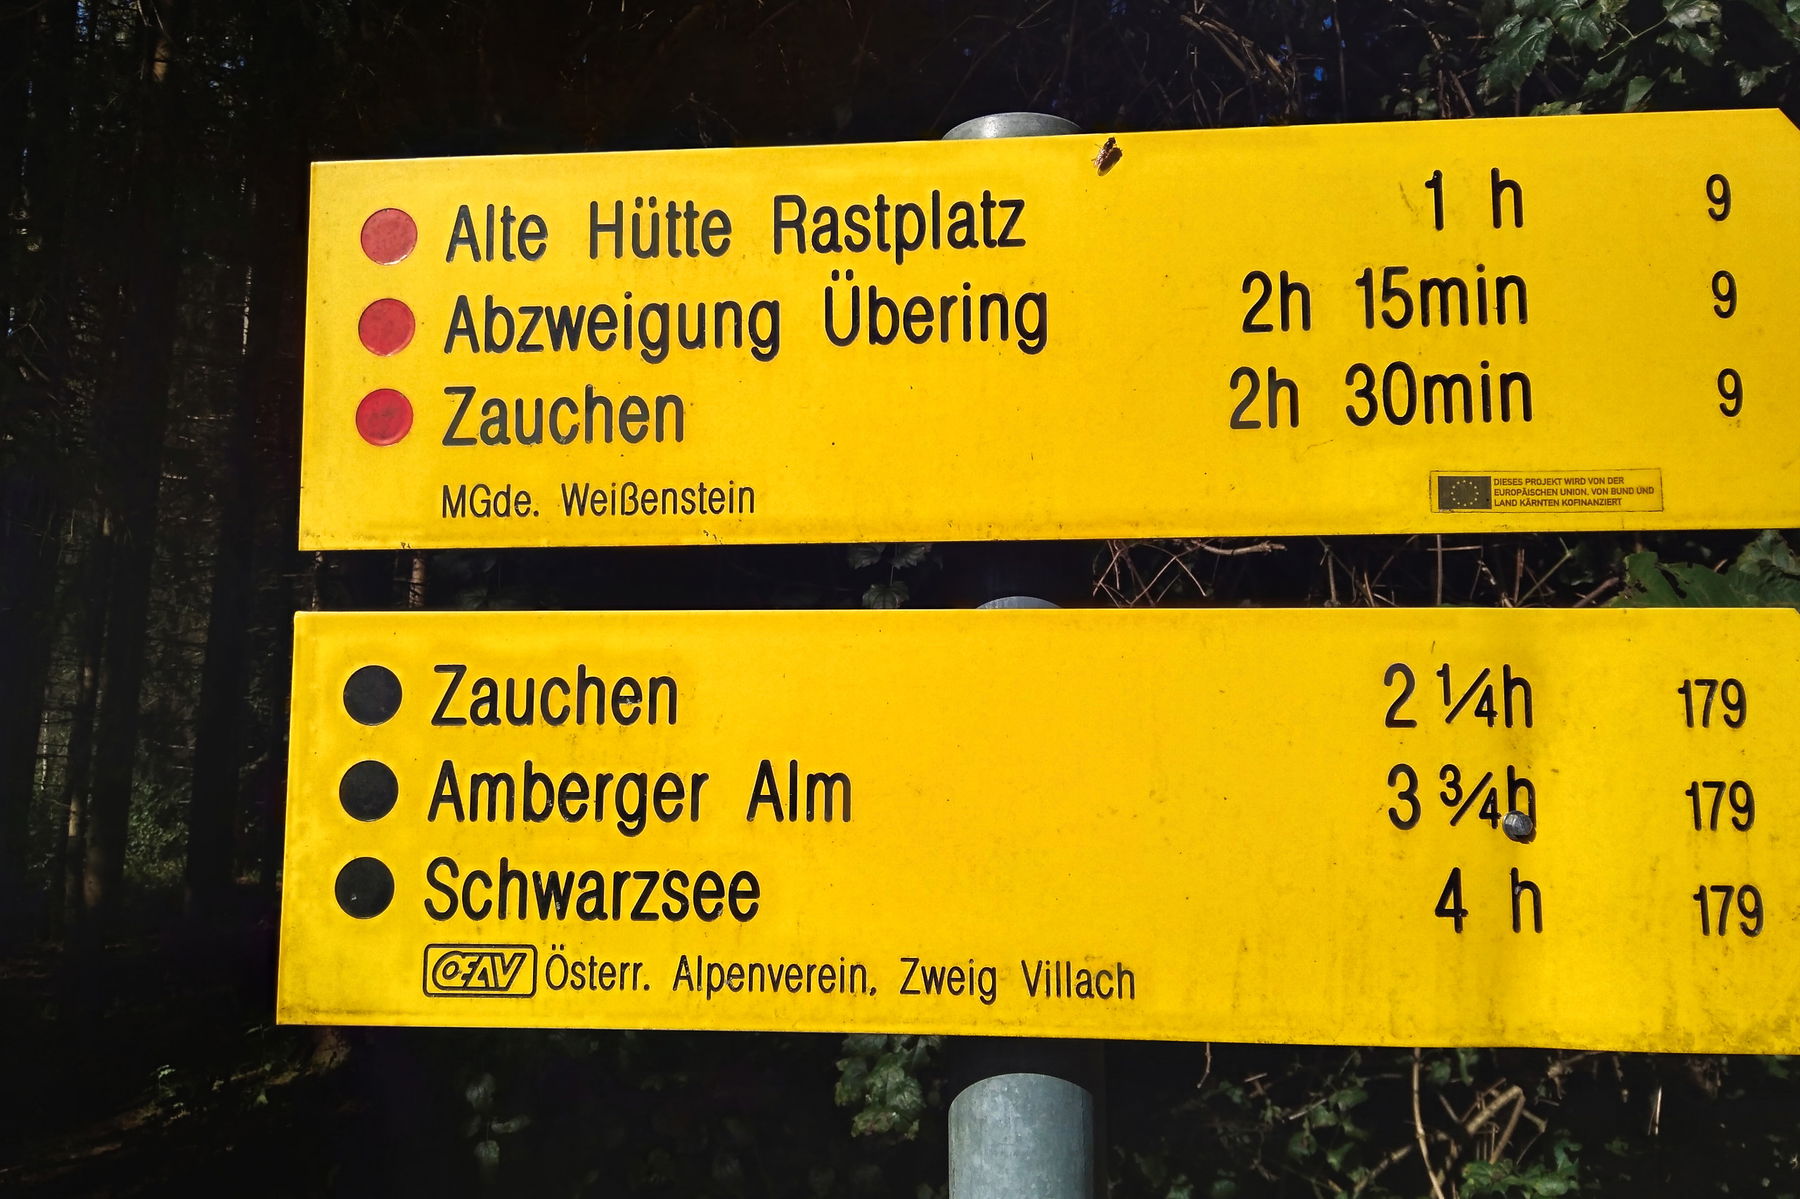 Alte Hütte Rastplatz 1 h 9
Abzweigung Übering 2h 15min 9
Zauchen 2h 30min 9
MGde. Weißenstein
DIESES PROJEKT WIRD VON DER
EUROPÄISCHEN UNION, VON BUND UND
LAND KÄRNTEN KOFINANZIERT
Zauchen 2 ¼h 179
Amberger Alm 3 ¾h 179
Schwarzsee 4 h 179
OEAV Österr. Alpenverein, Zweig Villach